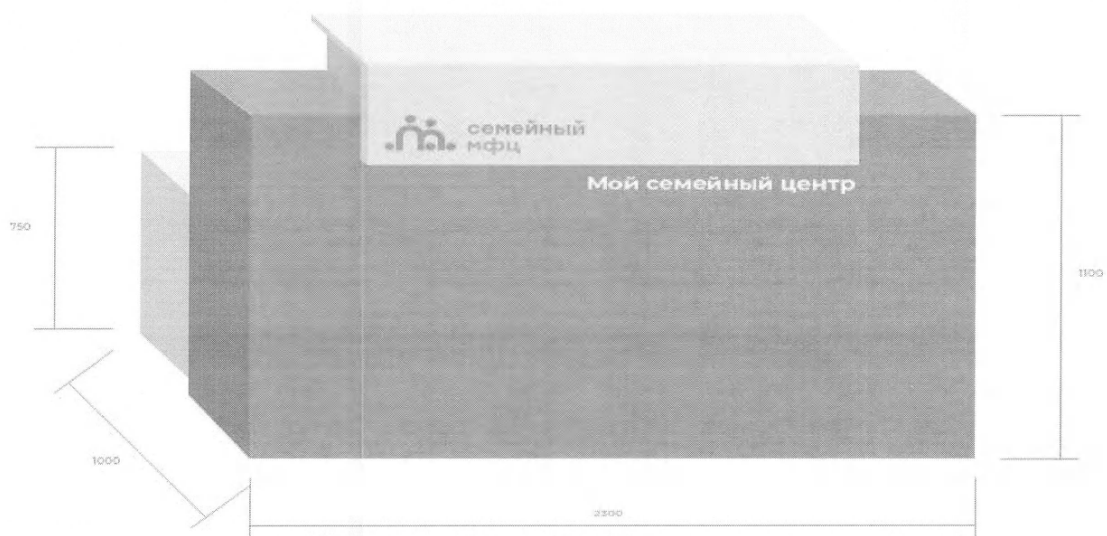 семейный
мфц
Мой семейный центр
750
1100
1000
2300